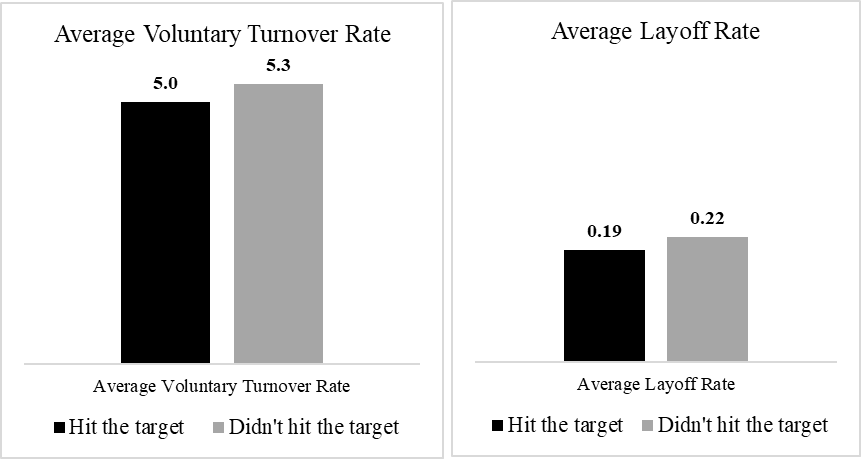 Average Voluntary Turnover Rate
5.0
5.3
Average Voluntary Turnover Rate
Hit the target
Didn't hit the target
Average Layoff Rate
0.19
0.22
Average Layoff Rate
Hit the target
Didn't hit the target